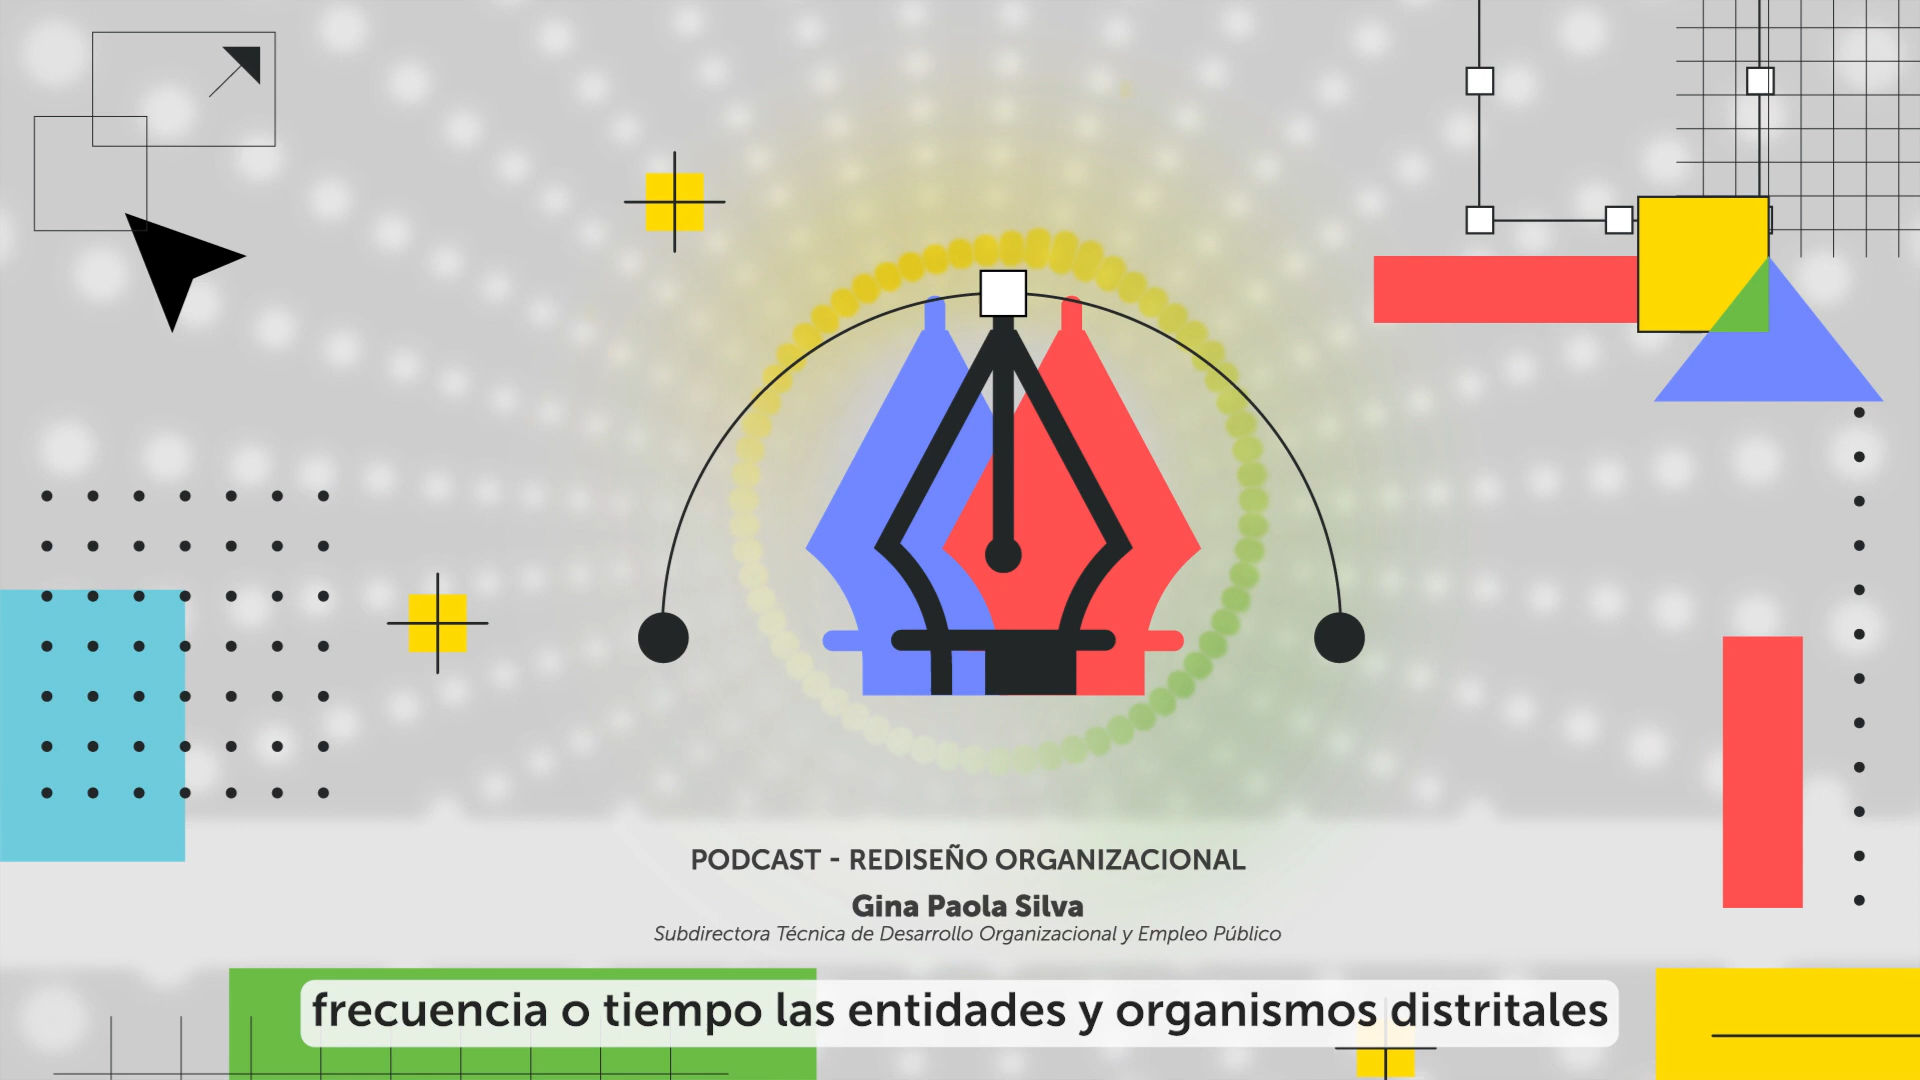 PODCAST - REDISEÑO ORGANIZACIONAL
Gina Paola Silva
Subdirectora Técnica de Desarrollo Organizacional y Empleo Público
frecuencia o tiempo las entidades y organismos distritales